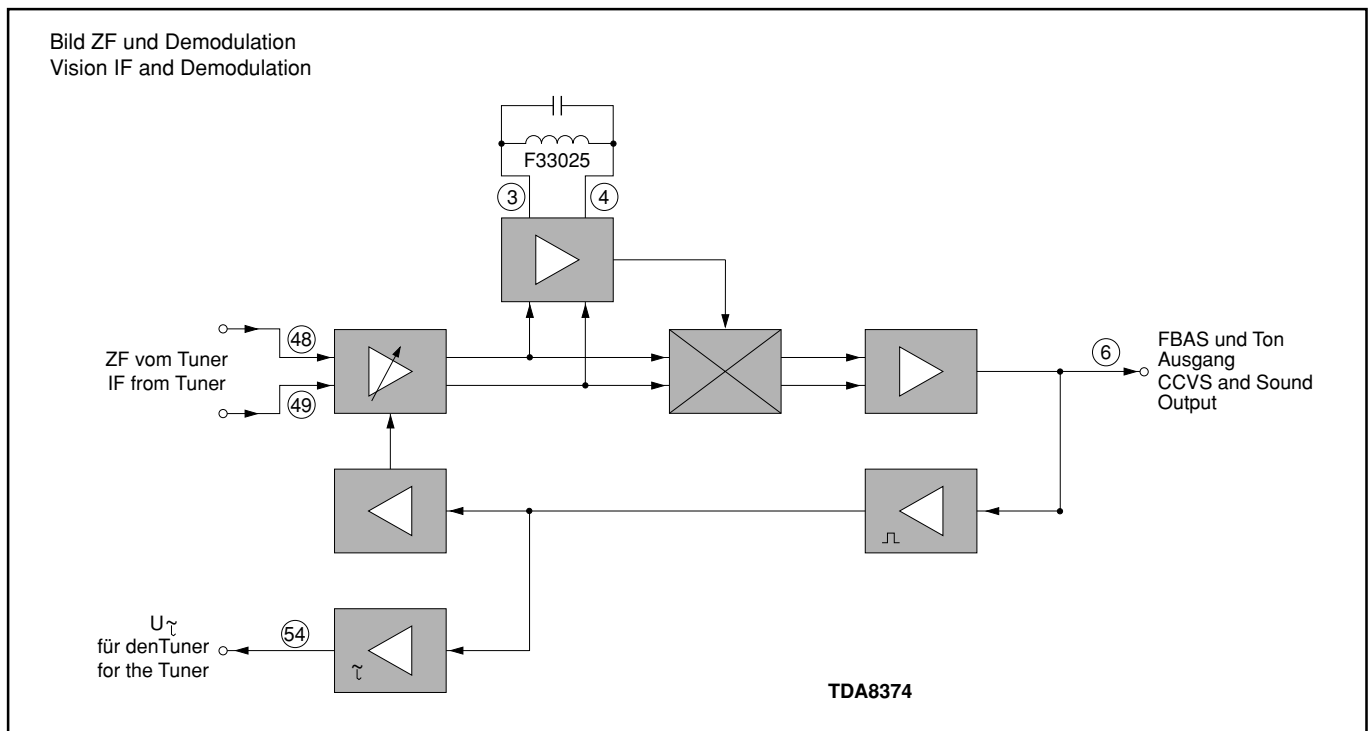 Bild ZF und Demodulation
Vision IF and Demodulation
F33025
3
4
48
ZF vom Tuner
IF from Tuner
49
6
FBAS und Ton
Ausgang
CCVS and Sound
Output
U
für denTuner
for the Tuner
54
TDA8374